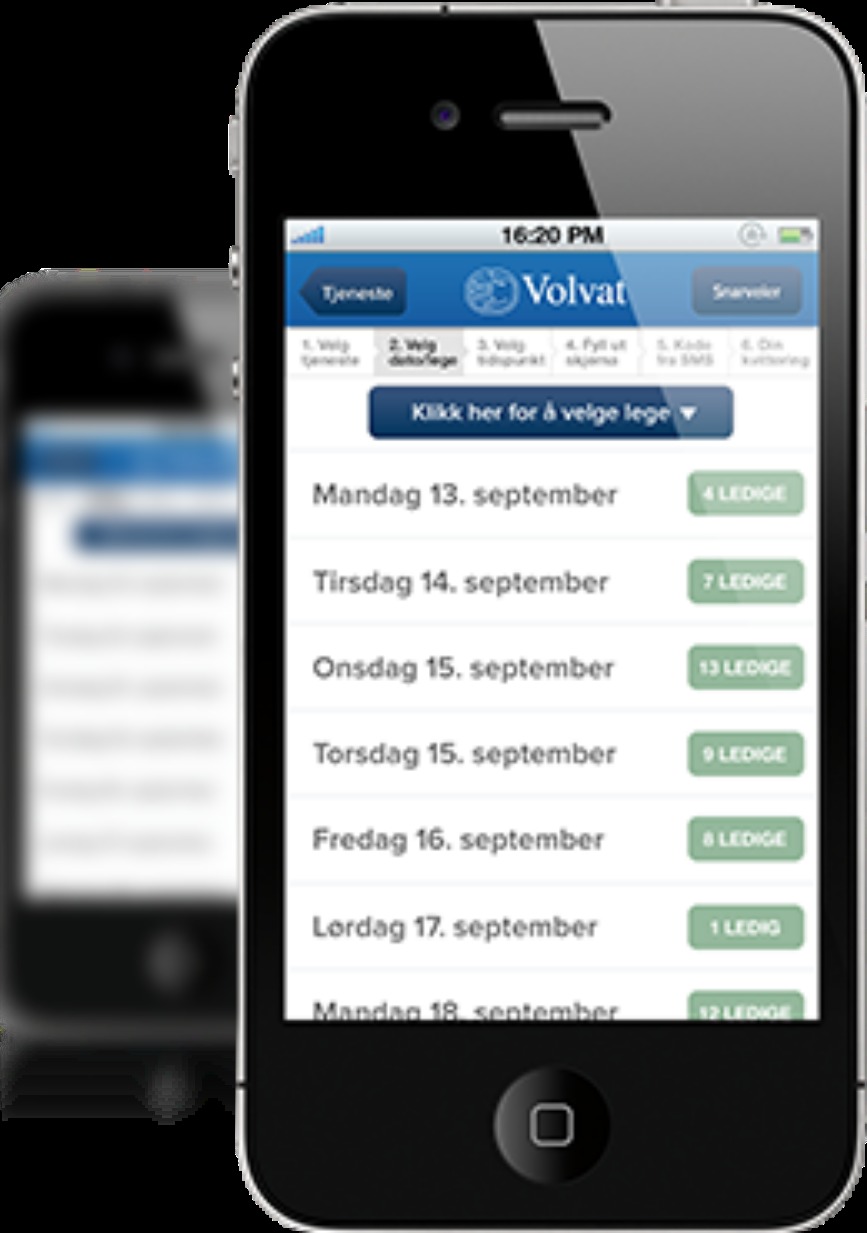 16:20 PM
Tjeneste
Volvat
Snarveier
1. Velg tjeneste
2. Velg dato/lege
3. Velg tidspunkt
4. Fyll ut skjema
5. Kode fra SMS
6. Din kvittering
Klikk her for å velge lege
Mandag 13. september
4 LEDIGE
Tirsdag 14. september
7 LEDIGE
Onsdag 15. september
13 LEDIGE
Torsdag 15. september
9 LEDIGE
Fredag 16. september
8 LEDIGE
Lørdag 17. september
1 LEDIG
Mandag 18. september
12 LEDIGE